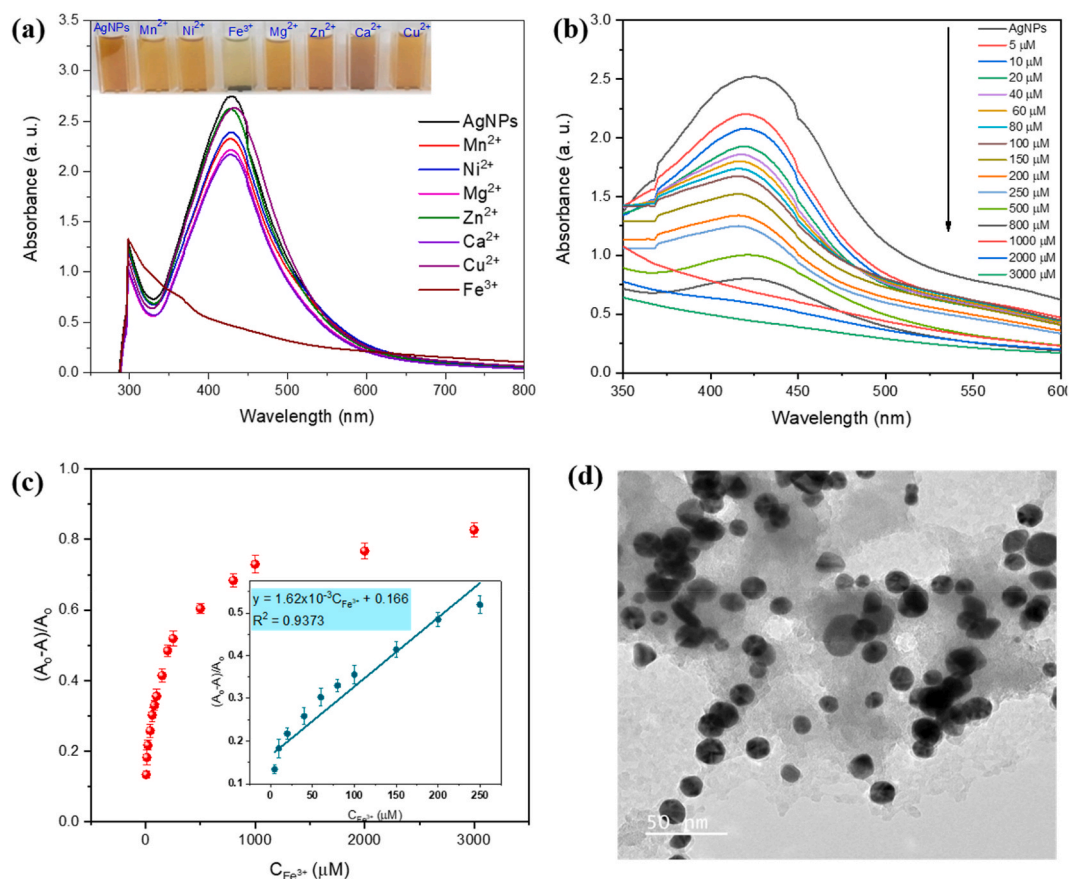 (a)
AgNPs Mn2+ Ni2+ Fe3+ Mg2+ Zn2+ Ca2+ Cu2+
3.5
3.0
2.5
2.0
1.5
1.0
0.5
0.0
Absorbance (a. u.)
AgNPs
Mn2+
Ni2+
Mg2+
Zn2+
Ca2+
Cu2+
Fe3+
300 400 500 600 700 800
Wavelength (nm)
(b)
3.0
2.5
2.0
1.5
1.0
0.5
0.0
Absorbance (a. u.)
AgNPs
5 µM
10 µM
20 µM
40 µM
60 µM
80 µM
100 µM
150 µM
200 µM
250 µM
500 µM
800 µM
1000 µM
2000 µM
3000 µM
350 400 450 500 550 600
Wavelength (nm)
(c)
1.0
0.8
0.6
0.4
0.2
0.0
(Ao-A)/Ao
y = 1.62x10-3CFe3+ + 0.166
R2 = 0.9373
0.5
0.4
0.3
0.2
0.1
(Ao-A)/Ao
0 50 100 150 200 250
CFe3+ (µM)
0 1000 2000 3000
CFe3+ (µM)
(d)
50 nm